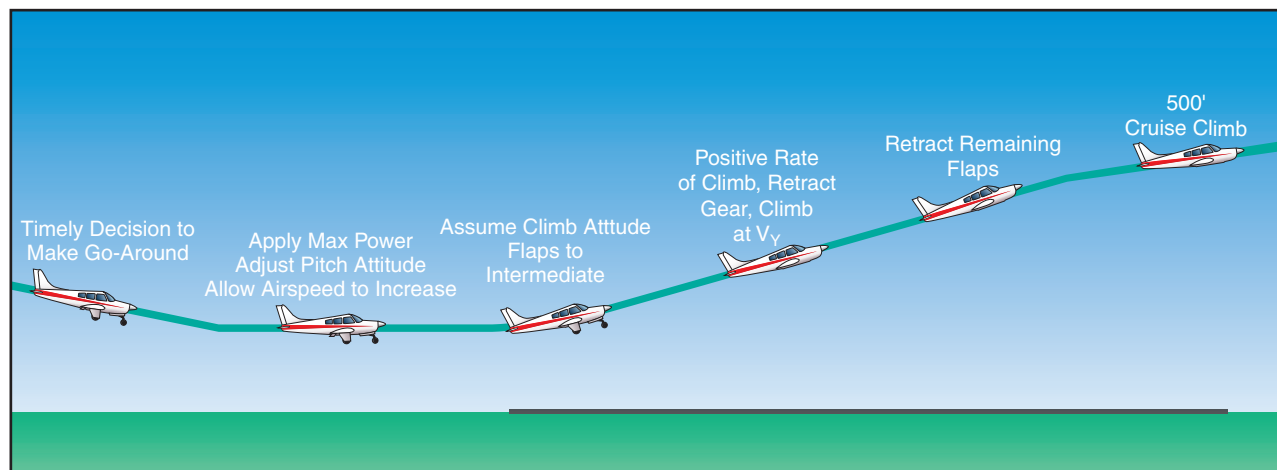 Timely Decision to
Make Go-Around
Apply Max Power
Adjust Pitch Attitude
Allow Airspeed to Increase
Assume Climb Atttude
Flaps to
Intermediate
Positive Rate
of Climb, Retract
Gear, Climb
at VY
Retract Remaining
Flaps
500'
Cruise Climb